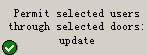 Permit selected users
through selected doors:
update